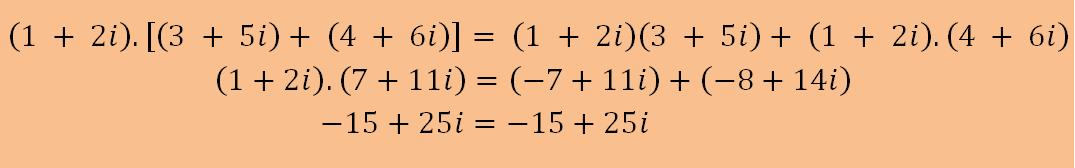 (1 + 2i).[(3 + 5i) + (4 + 6i)] = (1 + 2i)(3 + 5i) + (1 + 2i).(4 + 6i)
(1 + 2i).(7 + 11i) = (−7 + 11i) + (−8 + 14i)
−15 + 25i = −15 + 25i